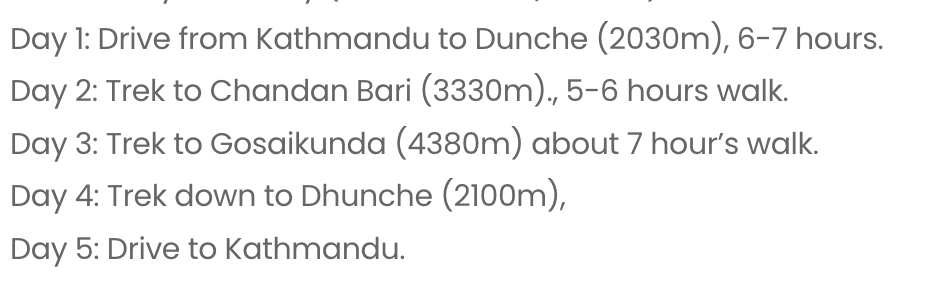 Day 1: Drive from Kathmandu to Dunche (2030m), 6-7 hours.
Day 2: Trek to Chandan Bari (3330m)., 5-6 hours walk.
Day 3: Trek to Gosaikunda (4380m) about 7 hour’s walk.
Day 4: Trek down to Dhunche (2100m),
Day 5: Drive to Kathmandu.